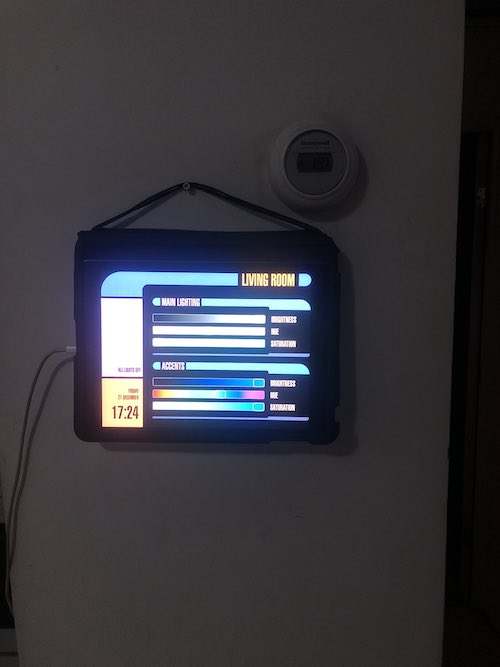 Honeywell
LIVING ROOM
MAIN LIGHTING
BRIGHTNESS
HUE
SATURATION
ALL LIGHTS OFF
ACCENTS
BRIGHTNESS
HUE
SATURATION
FRIDAY
21 DECEMBER
17:24